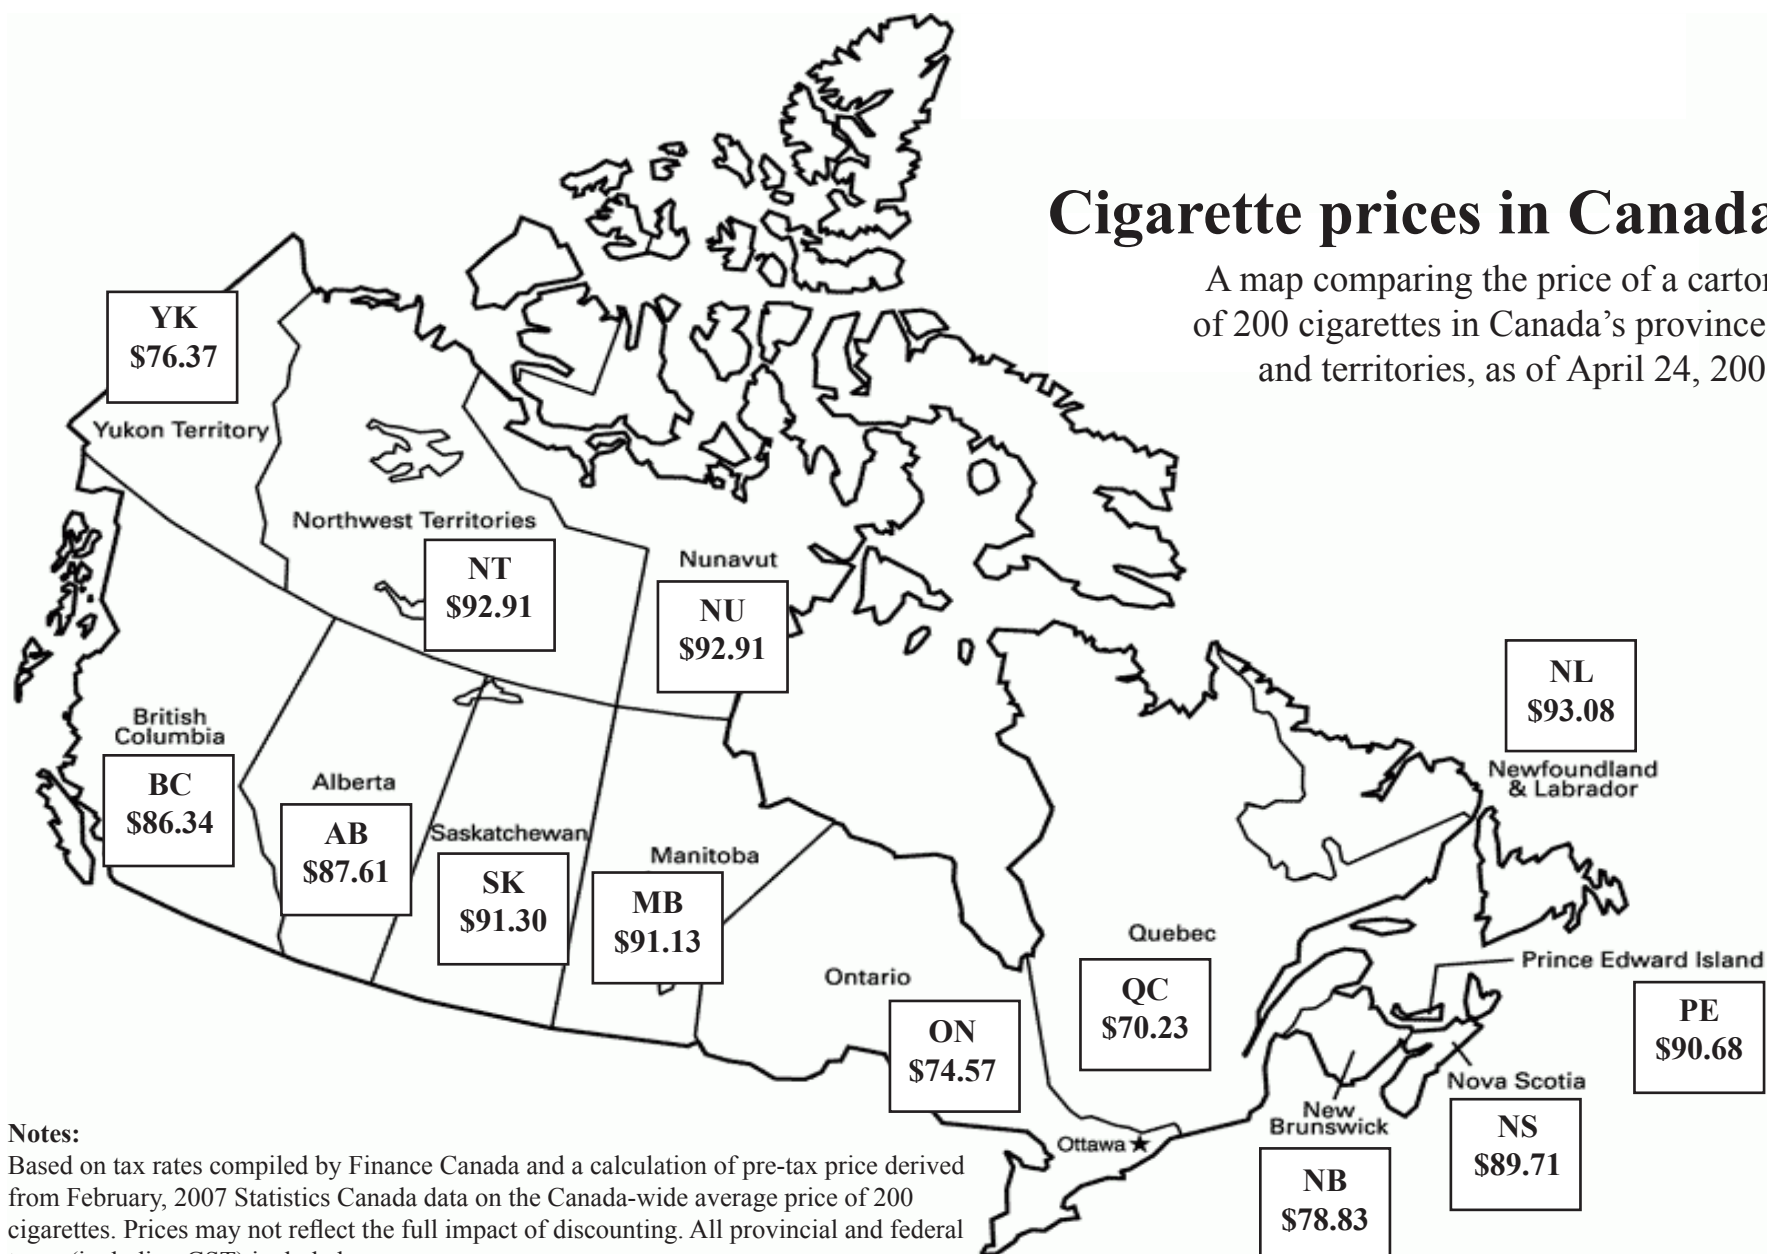 Cigarette prices in Canada
A map comparing the price of a carton
of 200 cigarettes in Canada’s province
and territories, as of April 24, 200
YK
$76.37
Yukon Territory
Northwest Territories
NT
$92.91
Nunavut
NU
$92.91
NL
$93.08
Newfoundland
& Labrador
British
Columbia
BC
$86.34
Alberta
AB
$87.61
Saskatchewan
SK
$91.30
Manitoba
MB
$91.13
Ontario
ON
$74.57
Quebec
QC
$70.23
Prince Edward Island
PE
$90.68
Nova Scotia
NS
$89.71
New
Brunswick
NB
$78.83
Ottawa
Notes:
Based on tax rates compiled by Finance Canada and a calculation of pre-tax price derived
from February, 2007 Statistics Canada data on the Canada-wide average price of 200
cigarettes. Prices may not reflect the full impact of discounting. All provincial and federal